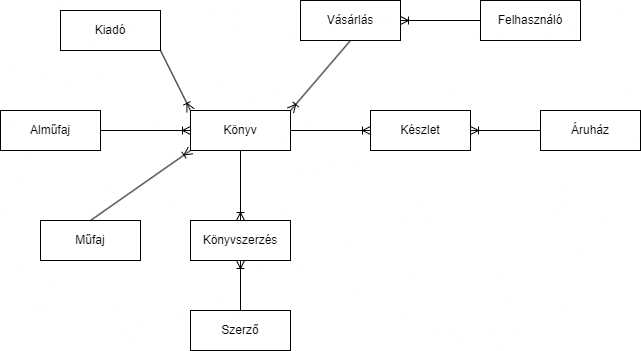 Kiadó
Vásárlás
Felhasználó
Alműfaj
Könyv
Készlet
Áruház
Műfaj
Könyvszerzés
Szerző